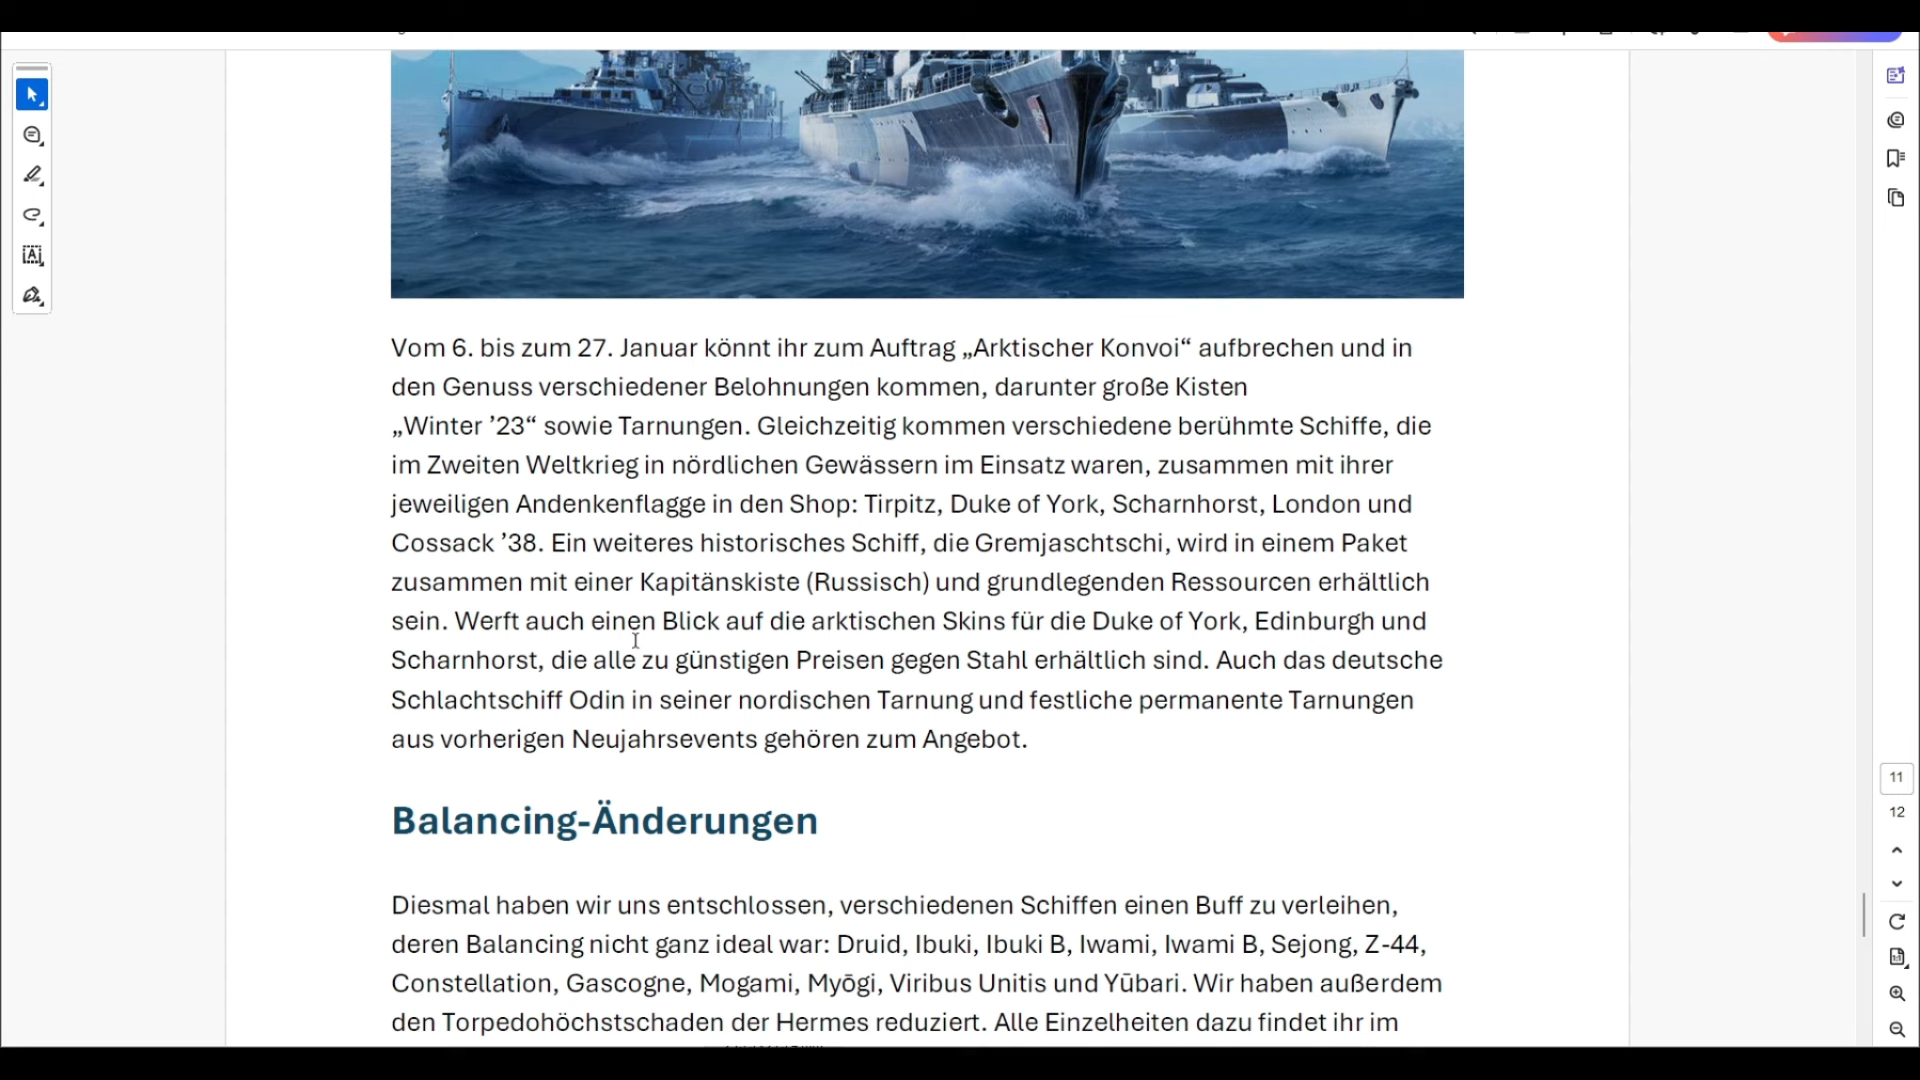 Vom 6. bis zum 27. Januar könnt ihr zum Auftrag „Arktischer Konvoi“ aufbrechen und in
den Genuss verschiedener Belohnungen kommen, darunter große Kisten
„Winter ’23“ sowie Tarnungen. Gleichzeitig kommen verschiedene berühmte Schiffe, die
im Zweiten Weltkrieg in nördlichen Gewässern im Einsatz waren, zusammen mit ihrer
jeweiligen Andenkenflagge in den Shop: Tirpitz, Duke of York, Scharnhorst, London und
Cossack ’38. Ein weiteres historisches Schiff, die Gremjaschtschi, wird in einem Paket
zusammen mit einer Kapitänskiste (Russisch) und grundlegenden Ressourcen erhältlich
sein. Werft auch einen Blick auf die arktischen Skins für die Duke of York, Edinburgh und
Scharnhorst, die alle zu günstigen Preisen gegen Stahl erhältlich sind. Auch das deutsche
Schlachtschiff Odin in seiner nordischen Tarnung und festliche permanente Tarnungen
aus vorherigen Neujahrsevents gehören zum Angebot.
Balancing-Änderungen
Diesmal haben wir uns entschlossen, verschiedenen Schiffen einen Buff zu verleihen,
deren Balancing nicht ganz ideal war: Druid, Ibuki, Ibuki B, Iwami, Iwami B, Sejong, Z-44,
Constellation, Gascogne, Mogami, Myōgi, Viribus Unitis und Yūbari. Wir haben außerdem
den Torpedohöchstschaden der Hermes reduziert. Alle Einzelheiten dazu findet ihr im
11
12